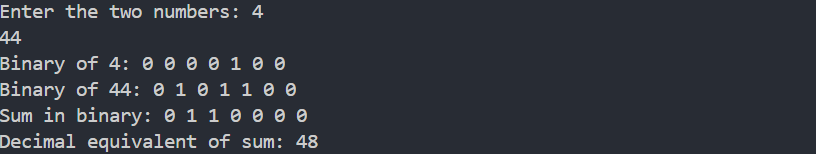 Enter the two numbers: 4
44
Binary of 4: 0 0 0 0 1 0 0
Binary of 44: 0 1 0 1 1 0 0
Sum in binary: 0 1 1 0 0 0 0
Decimal equivalent of sum: 48